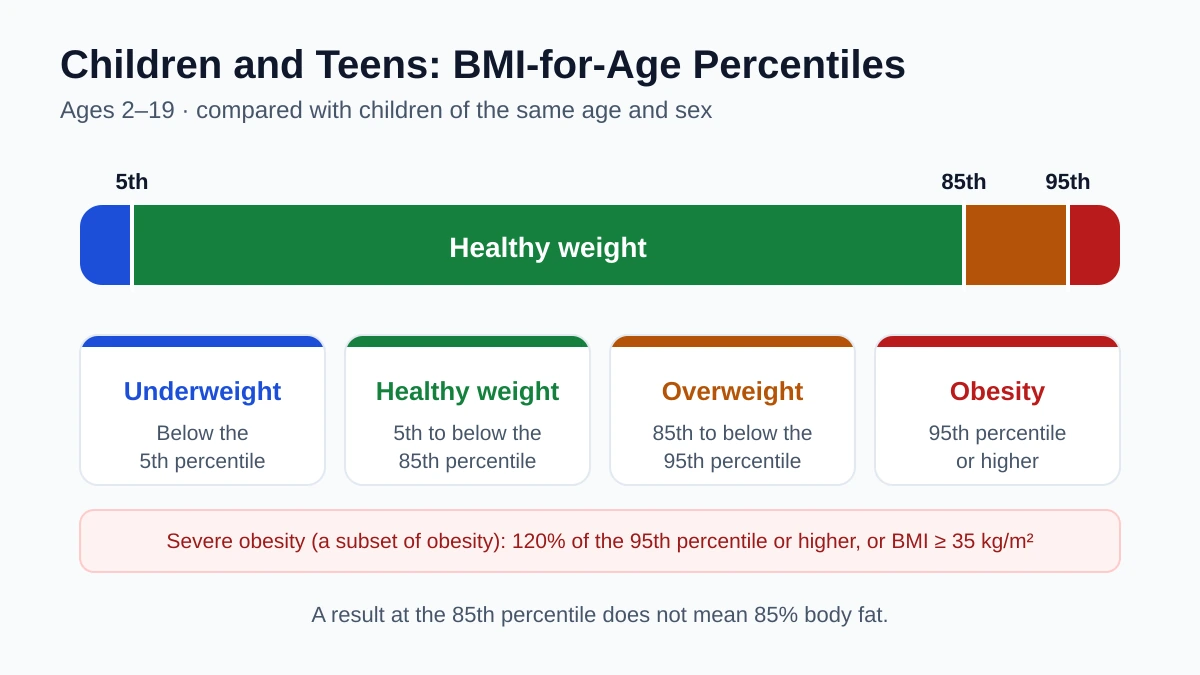 Children and Teens: BMI-for-Age Percentiles
Ages 2–19 · compared with children of the same age and sex
5th
85th
95th
Healthy weight
Underweight
Below the
5th percentile
Healthy weight
5th to below the
85th percentile
Overweight
85th to below the
95th percentile
Obesity
95th percentile
or higher
Severe obesity (a subset of obesity): 120% of the 95th percentile or higher, or BMI ≥ 35 kg/m²
A result at the 85th percentile does not mean 85% body fat.